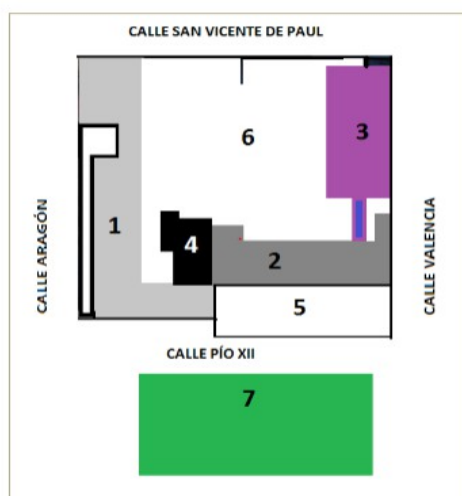 CALLE SAN VICENTE DE PAUL
3
6
1
CALLE ARAGÓN
4
2
CALLE VALENCIA
5
CALLE PÍO XII
7